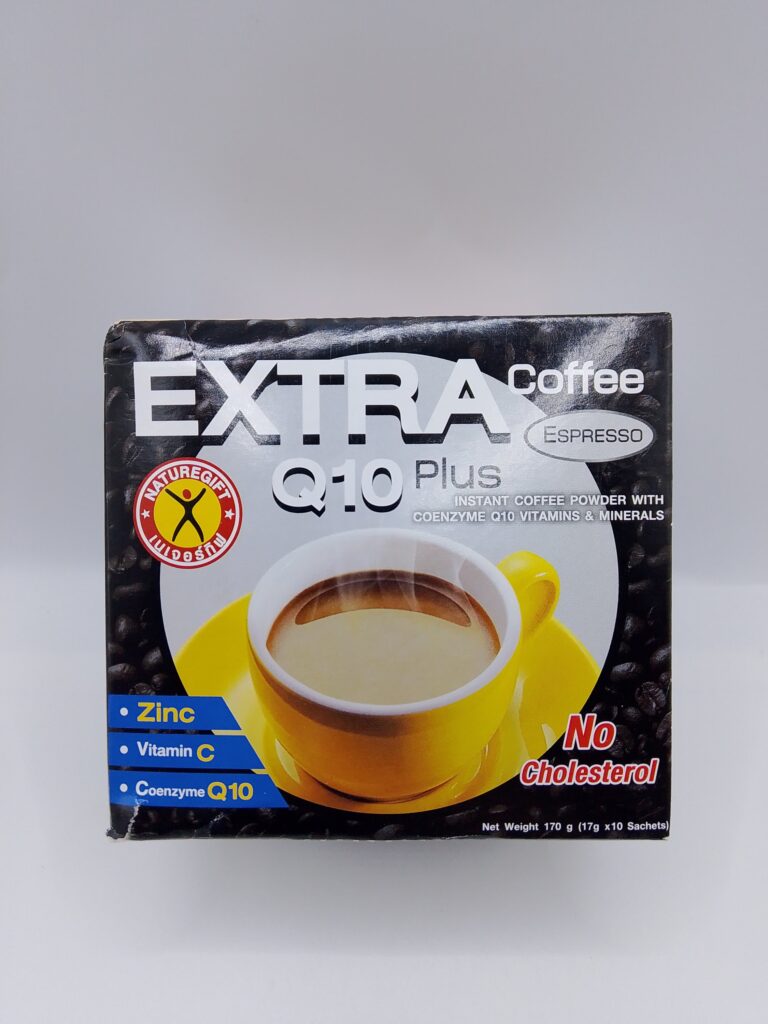 EXTRA Coffee
ESPRESSO
Q10 Plus
INSTANT COFFEE POWDER WITH
COENZYME Q10 VITAMINS & MINERALS
NATUREGIFT
เนเจอร์กิฟ
• Zinc
• Vitamin C
• Coenzyme Q10
No
Cholesterol
Net Weight 170 g (17g x10 Sachets)